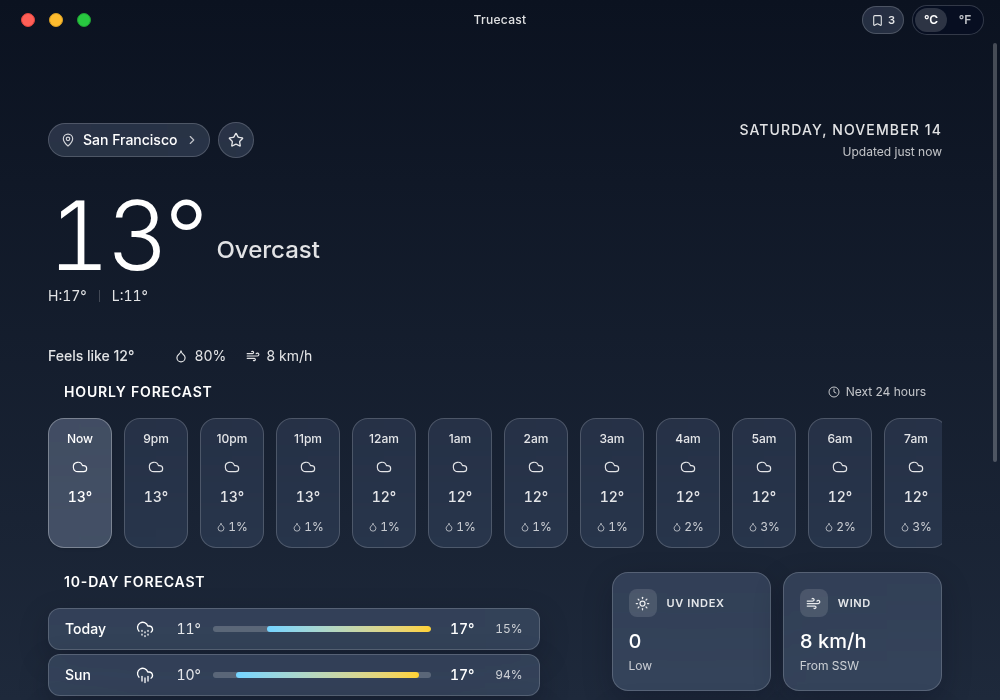 Truecast
3
°C
°F
San Francisco
SATURDAY, NOVEMBER 14
Updated just now
13°
Overcast
H:17°
L:11°
Feels like 12°
80%
8 km/h
HOURLY FORECAST
Next 24 hours
Now
13°
9pm
13°
10pm
13°
1%
11pm
13°
1%
12am
12°
1%
1am
12°
1%
2am
12°
1%
3am
12°
1%
4am
12°
2%
5am
12°
3%
6am
12°
2%
7am
12°
3%
10-DAY FORECAST
Today 11° 17° 15%
Sun 10° 17° 94%
UV INDEX
0
Low
WIND
8 km/h
From SSW